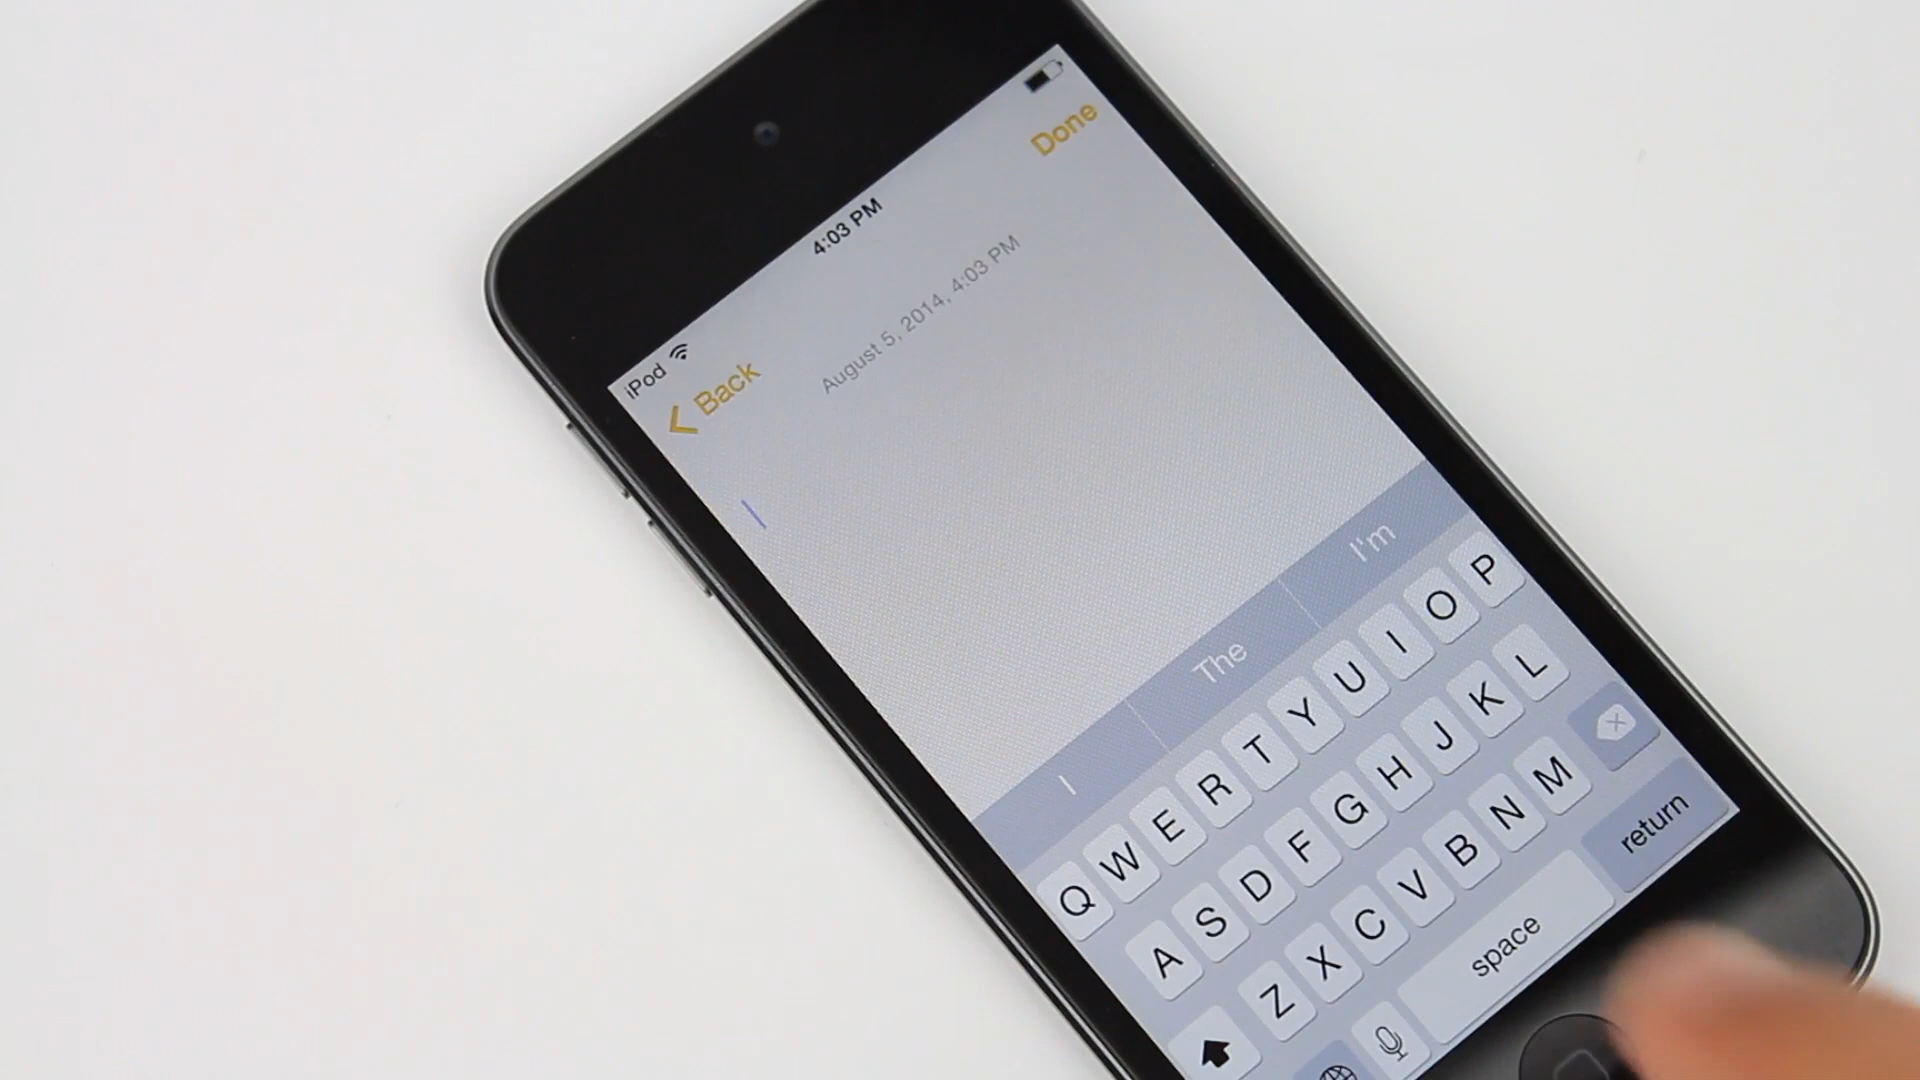 iPod 4:03 PM
Back Done
August 5, 2014, 4:03 PM
I The I'm
Q W E R T Y U I O P
A S D F G H J K L
Z X C V B N M
space return